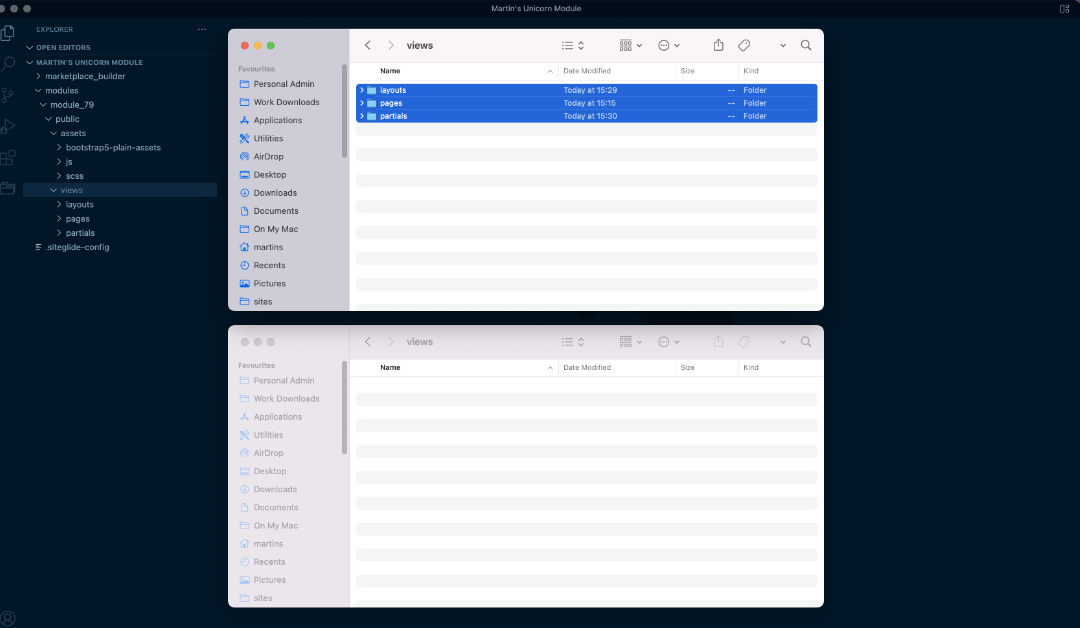 Martin's Unicorn Module
EXPLORER
OPEN EDITORS
MARTIN'S UNICORN MODULE
marketplace_builder
modules
module_79
public
assets
bootstrap5-plain-assets
js
scss
views
layouts
pages
partials
.siteglide-config
views
Favourites
Personal Admin
Work Downloads
Applications
Utilities
AirDrop
Desktop
Downloads
Documents
On My Mac
martins
Recents
Pictures
sites
Name Date Modified Size Kind
layouts Today at 15:29 -- Folder
pages Today at 15:15 -- Folder
partials Today at 15:30 -- Folder
views
Favourites
Personal Admin
Work Downloads
Applications
Utilities
AirDrop
Desktop
Downloads
Documents
On My Mac
martins
Recents
Pictures
sites
Name Date Modified Size Kind